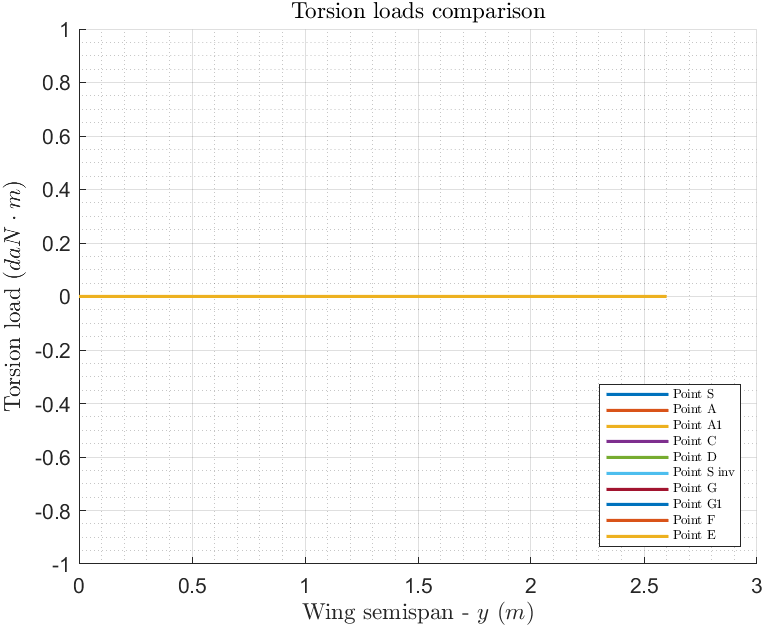 Torsion loads comparison
1
0.8
0.6
0.4
0.2
0
-0.2
-0.4
-0.6
-0.8
-1
Torsion load (daN · m)
0 0.5 1 1.5 2 2.5 3
Wing semispan - y (m)
Point S
Point A
Point A1
Point C
Point D
Point S inv
Point G
Point G1
Point F
Point E